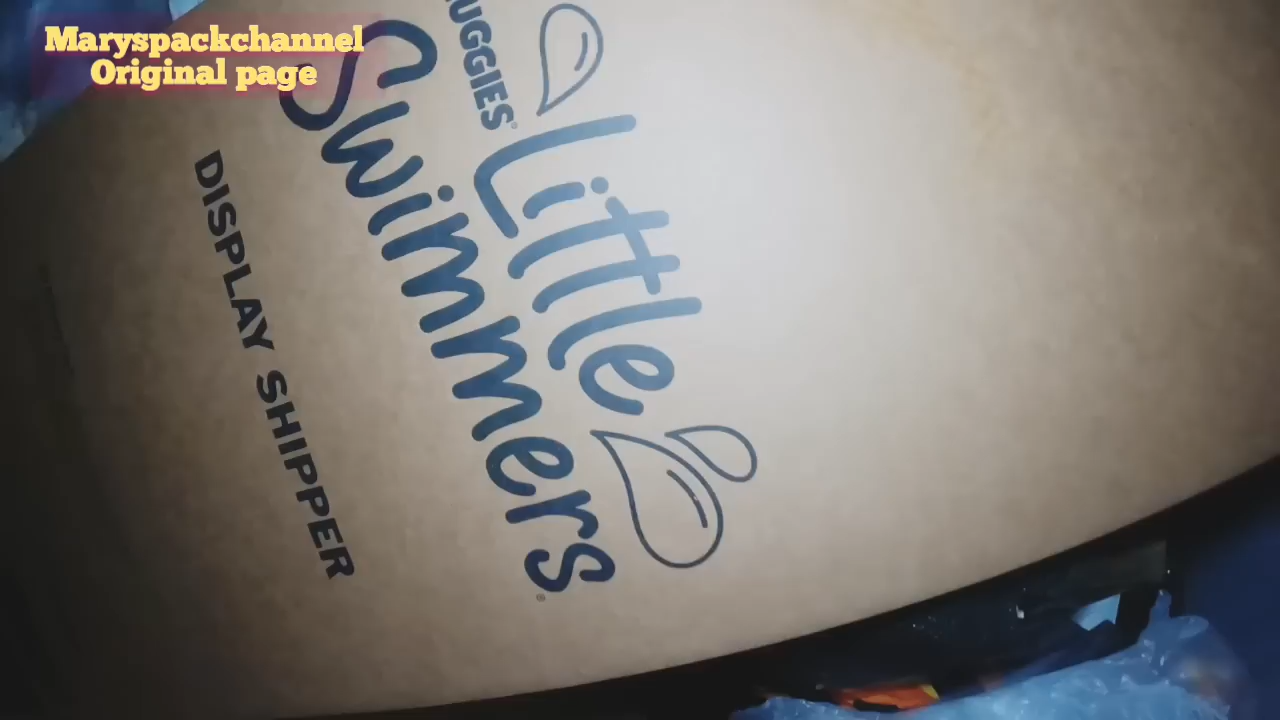 Maryspackchannel
Original page
UGGIES®
Little
Swimmers®
DISPLAY SHIPPER